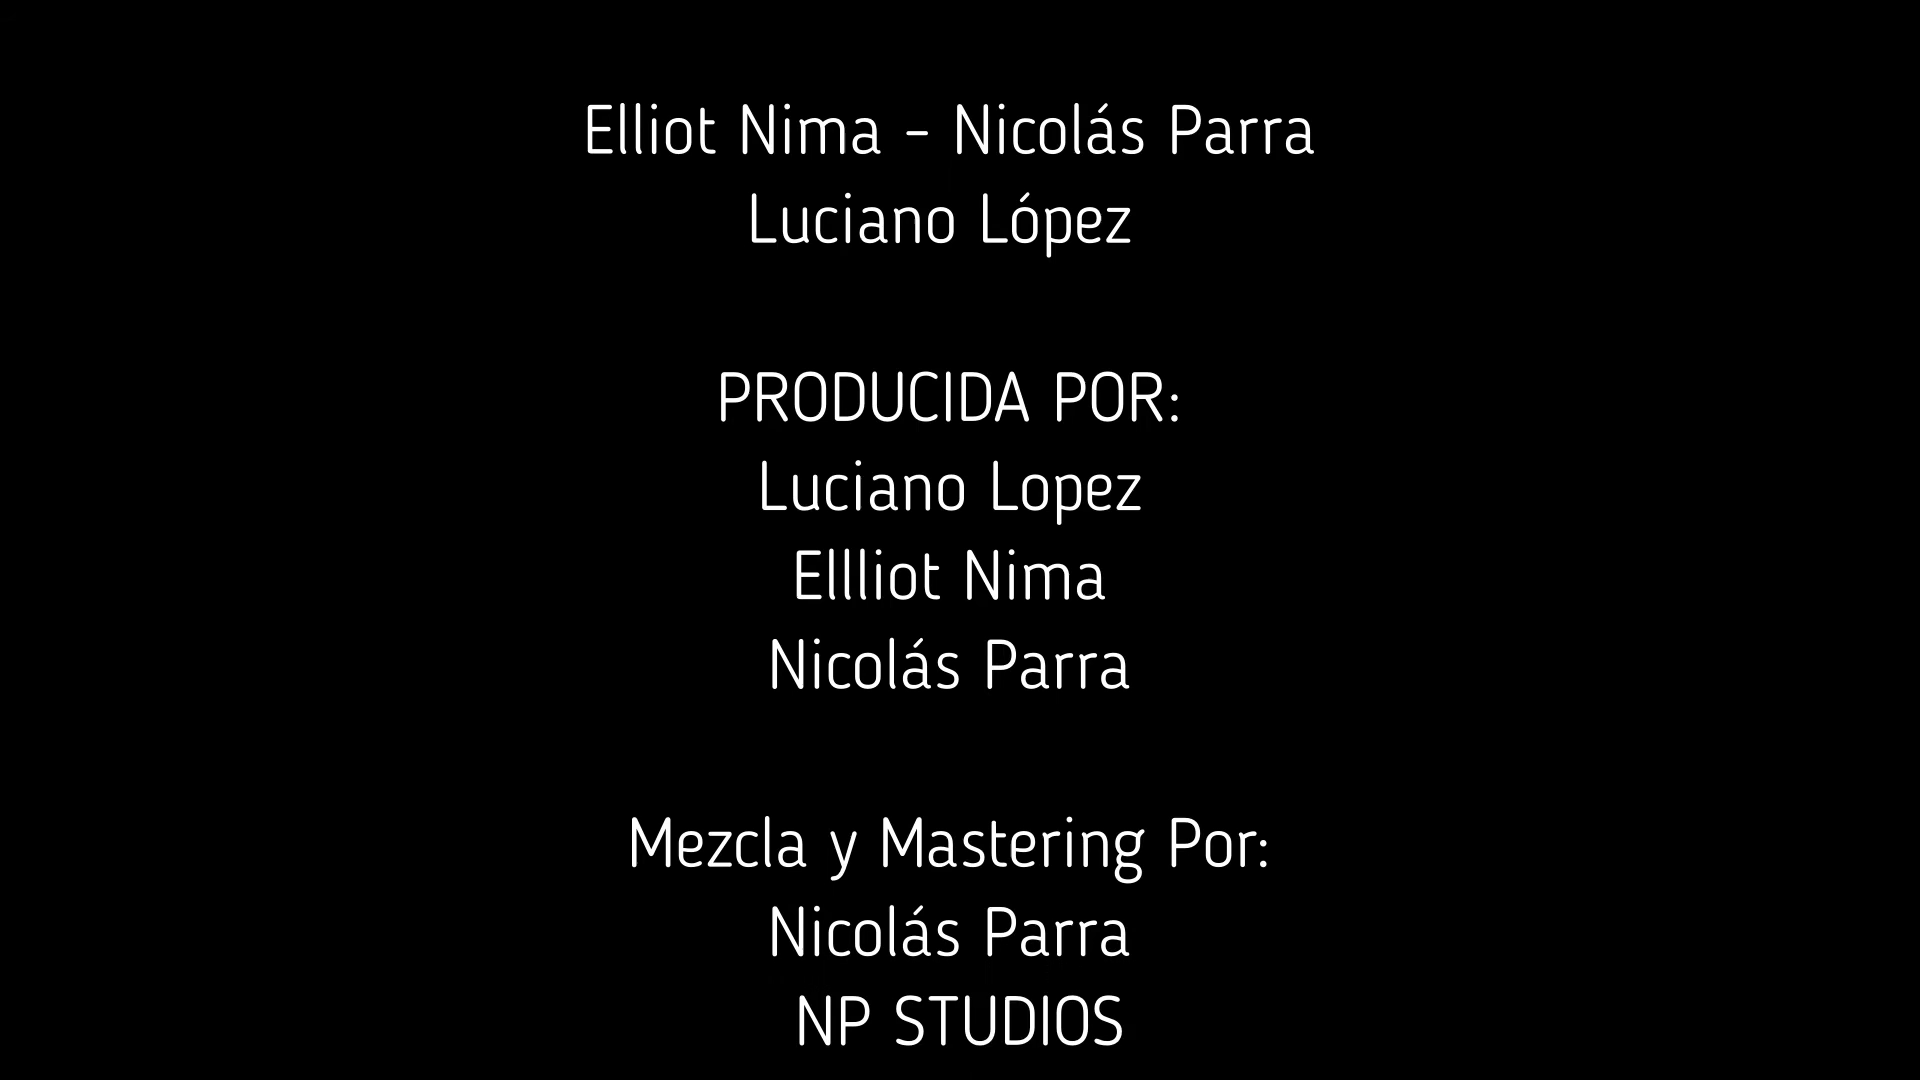 Elliot Nima - Nicolás Parra
Luciano López
PRODUCIDA POR:
Luciano Lopez
Ellliot Nima
Nicolás Parra
Mezcla y Mastering Por:
Nicolás Parra
NP STUDIOS